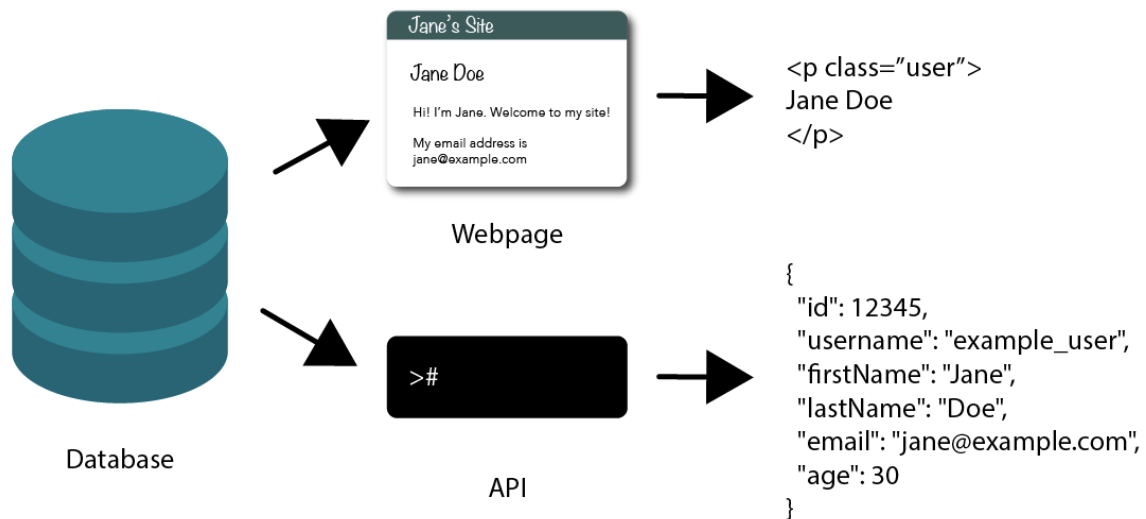 Jane's Site
Jane Doe
Hi! I'm Jane. Welcome to my site!
My email address is
jane@example.com
Webpage
<p class=”user”>
Jane Doe
</p>
Database
>#
API
{
"id": 12345,
"username": "example_user",
"firstName": "Jane",
"lastName": "Doe",
"email": "jane@example.com",
"age": 30
}